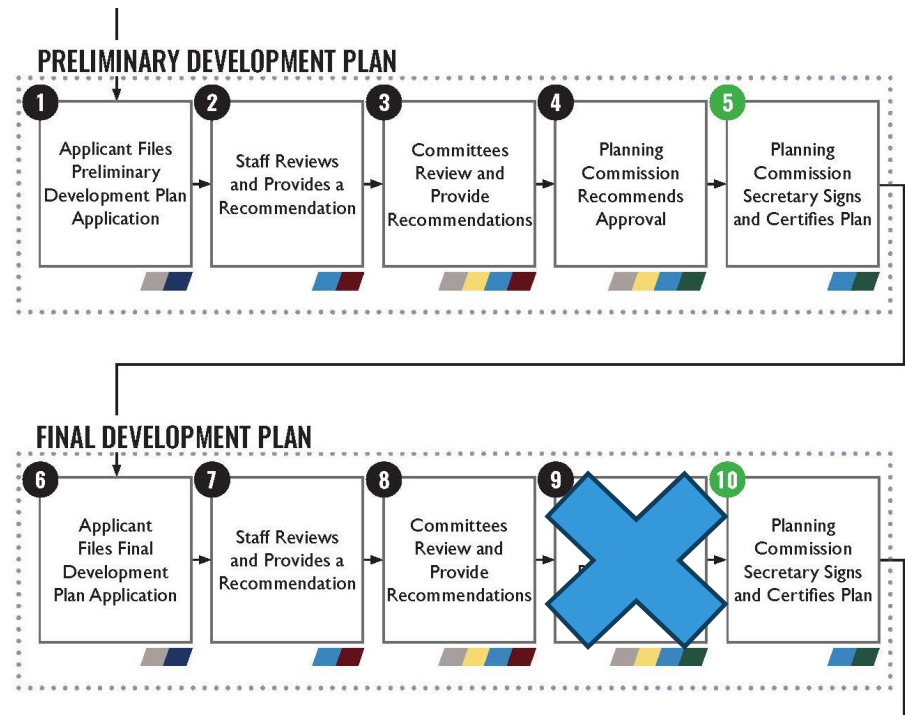 PRELIMINARY DEVELOPMENT PLAN
1
Applicant Files
Preliminary
Development Plan
Application
2
Staff Reviews
and Provides a
Recommendation
3
Committees
Review and
Provide
Recommendations
4
Planning
Commission
Recommends
Approval
5
Planning
Commission
Secretary Signs
and Certifies Plan
FINAL DEVELOPMENT PLAN
6
Applicant
Files Final
Development
Plan Application
7
Staff Reviews
and Provides a
Recommendation
8
Committees
Review and
Provide
Recommendations
9
10
Planning
Commission
Secretary Signs
and Certifies Plan